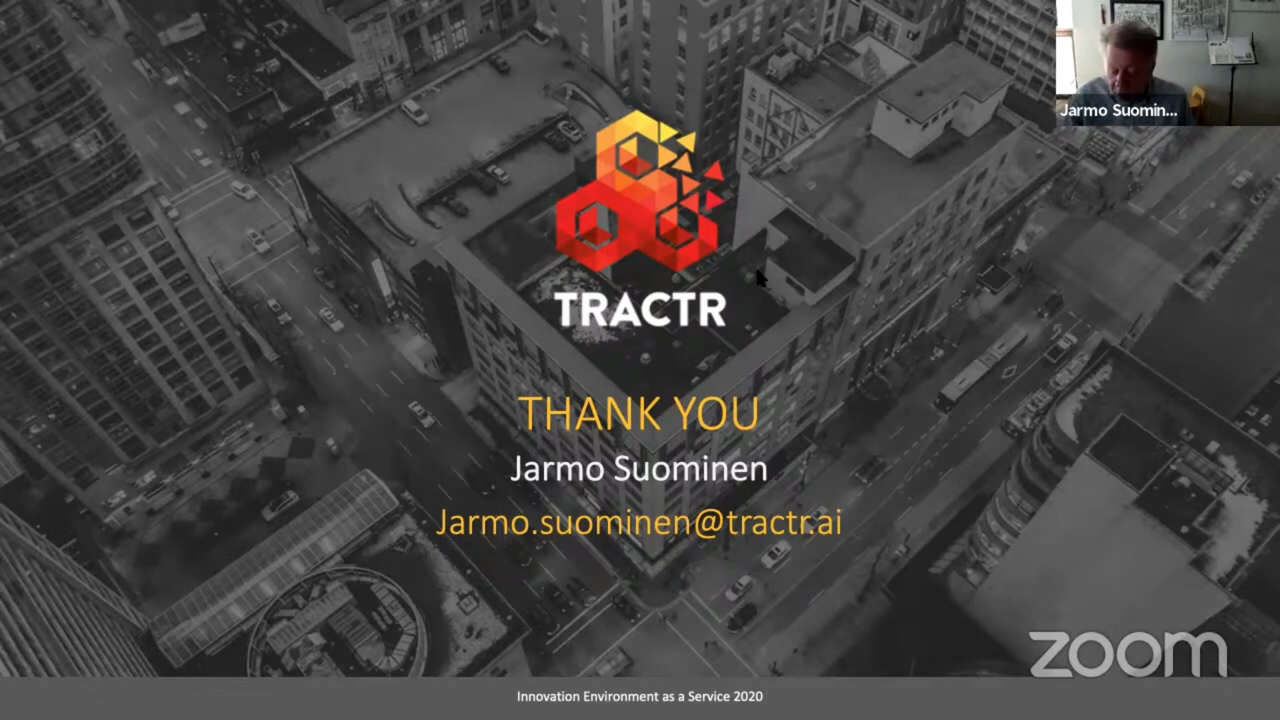 Jarmo Suomin...
TRACTR
THANK YOU
Jarmo Suominen
Jarmo.suominen@tractr.ai
zoom
Innovation Environment as a Service 2020